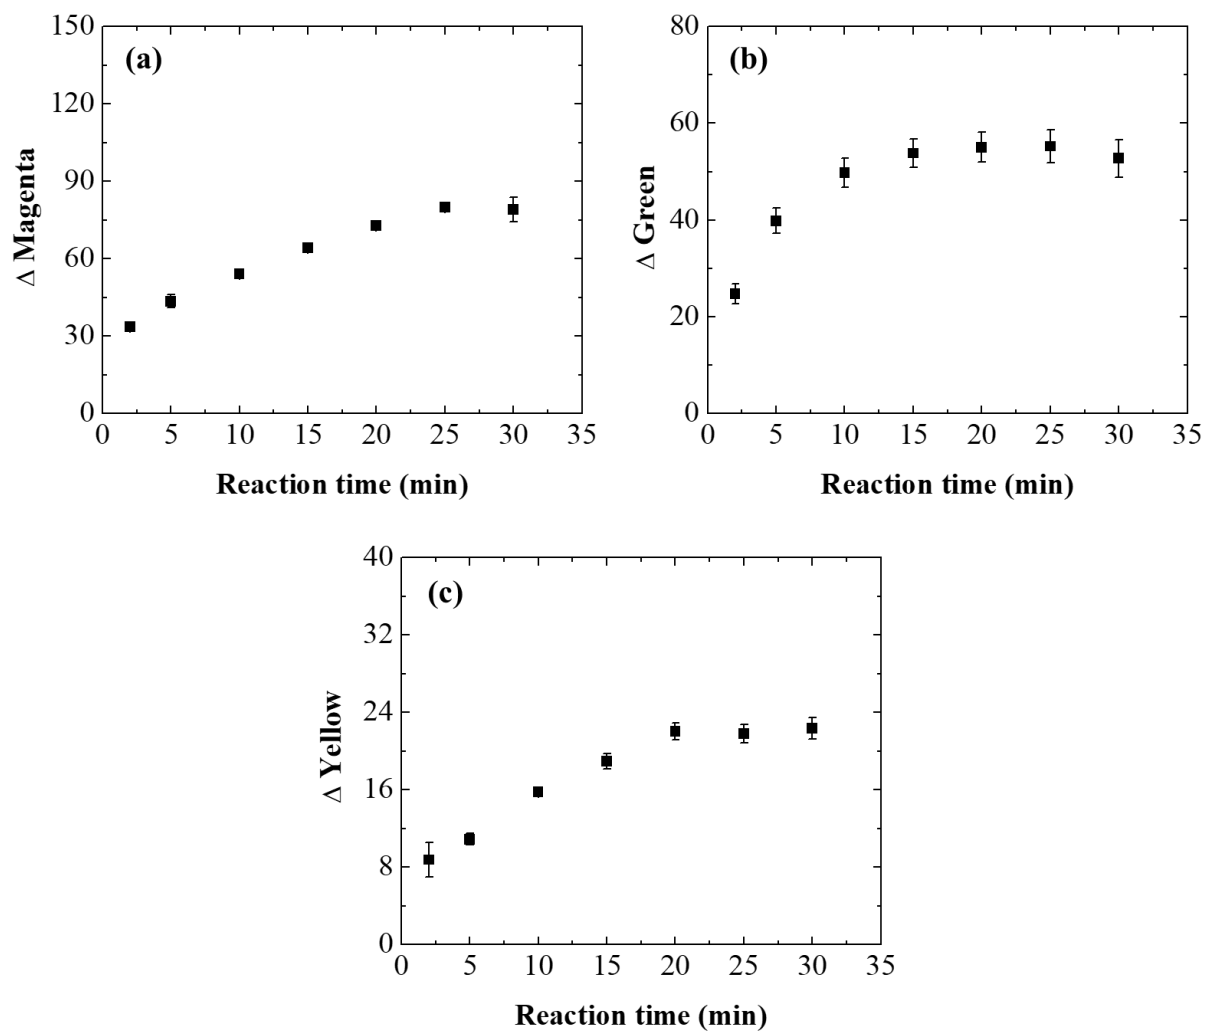 (a)
Δ Magenta
150
120
90
60
30
0
0 5 10 15 20 25 30 35
Reaction time (min)
(b)
Δ Green
80
60
40
20
0
0 5 10 15 20 25 30 35
Reaction time (min)
(c)
Δ Yellow
40
32
24
16
8
0
0 5 10 15 20 25 30 35
Reaction time (min)